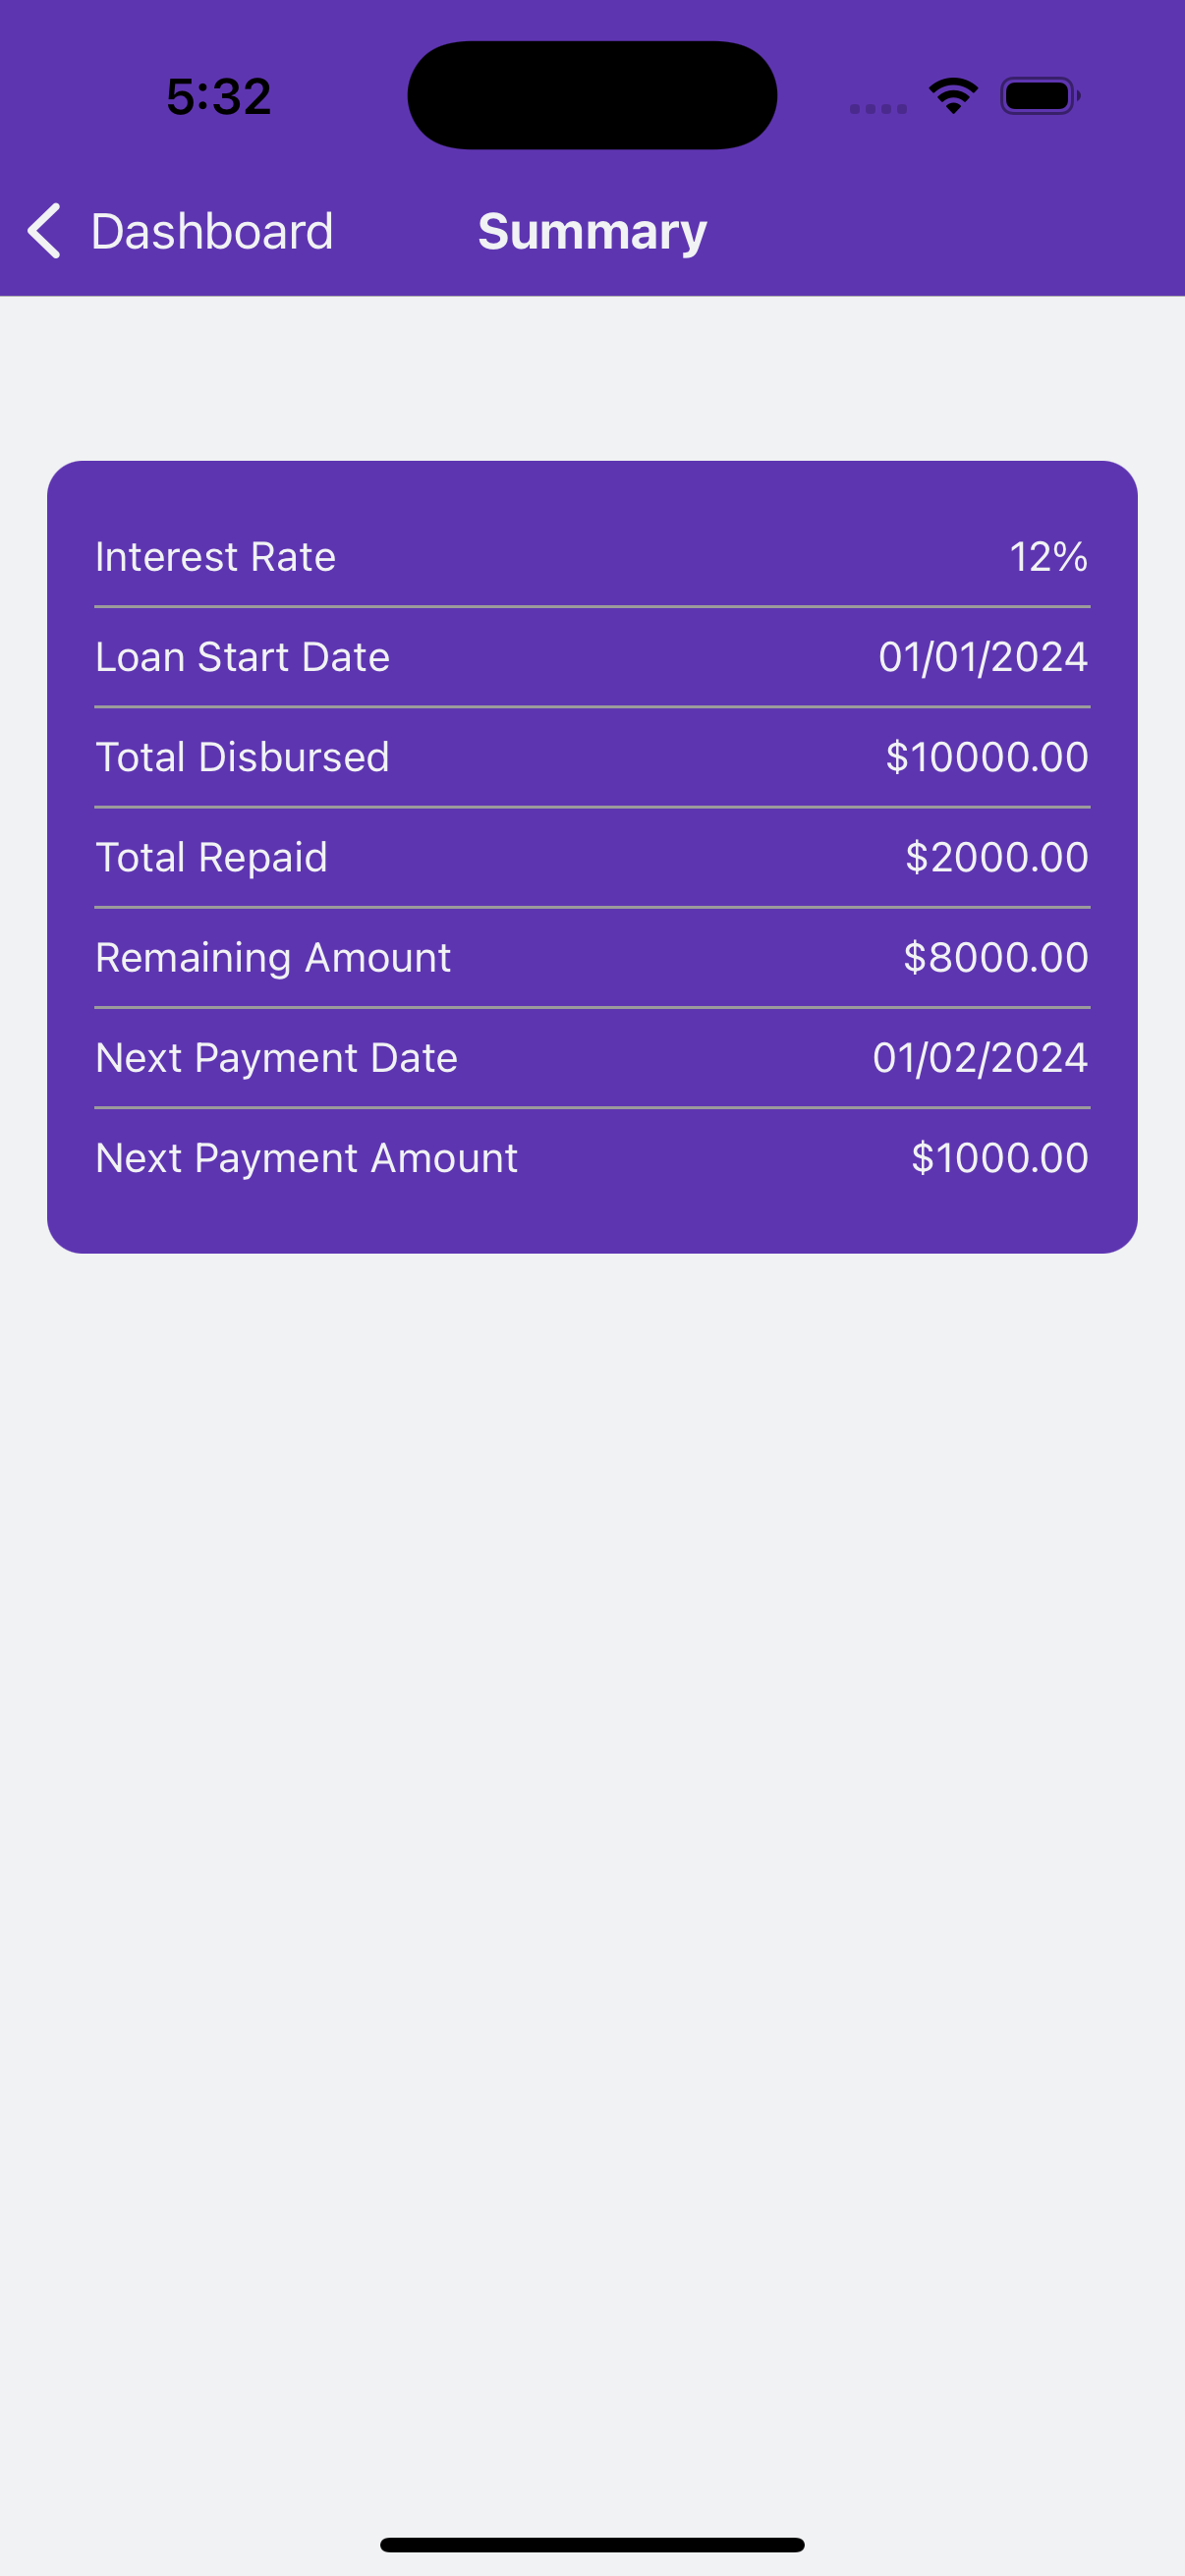 5:32
Dashboard Summary
Interest Rate 12%
Loan Start Date 01/01/2024
Total Disbursed $10000.00
Total Repaid $2000.00
Remaining Amount $8000.00
Next Payment Date 01/02/2024
Next Payment Amount $1000.00